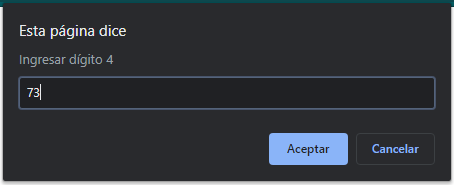 Esta página dice
Ingresar dígito 4
73
Aceptar
Cancelar